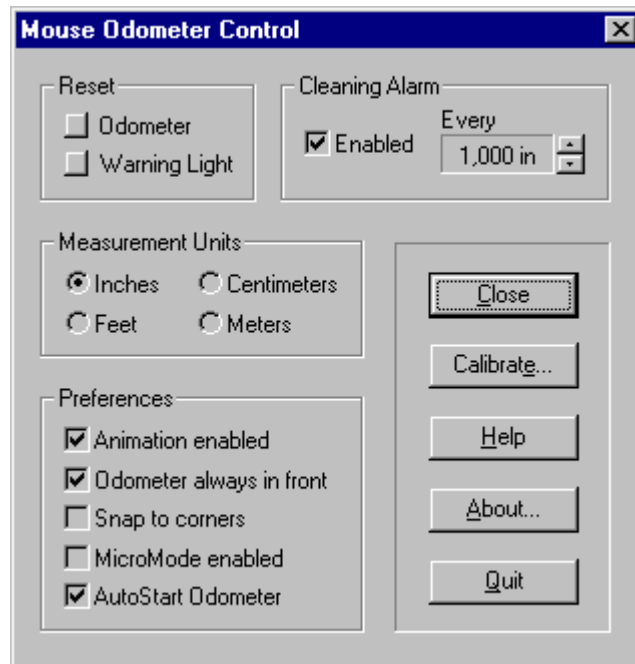 Mouse Odometer Control
Reset
Odometer
Warning Light
Cleaning Alarm
Enabled
Every
1,000 in
Measurement Units
Inches Centimeters
Feet Meters
Preferences
Animation enabled
Odometer always in front
Snap to corners
MicroMode enabled
AutoStart Odometer
Close
Calibrate...
Help
About...
Quit